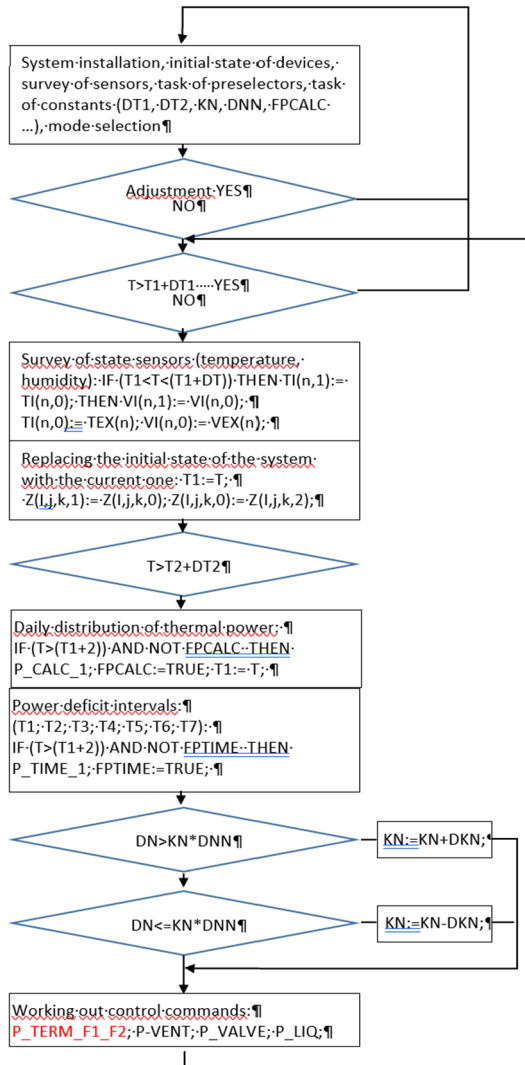 System·installation,·initial·state·of·devices,·
survey·of·sensors,·task·of·preselectors,·task·
of·constants·(DT1,·DT2,·KN,·DNN,·FPCALC·
...),·mode·selection¶
Adjustment·YES¶
NO¶
T>T1+DT1·····YES¶
NO¶
Survey·of·state·sensors·(temperature,·
humidity):·IF·(T1<T<(T1+DT))·THEN·TI(n,1):=·
TI(n,0);·THEN·VI(n,1):=·VI(n,0);·¶
TI(n,0):=·TEX(n);·VI(n,0):=VEX(n);¶
Replacing·the·initial·state·of·the·system·
with·the·current·one:·T1:=T;·¶
·Z(I,j,k,1):=·Z(I,j,k,0);·Z(I,j,k,0):=·Z(I,j,k,2);¶
T>T2+DT2¶
Daily·distribution·of·thermal·power:·¶
IF·(T>(T1+2))·AND·NOT·FPCALC··THEN·
P_CALC_1;·FPCALC:=TRUE;·T1:=·T;·¶
Power·deficit·intervals:¶
(T1;·T2;·T3;·T4;·T5;·T6;·T7):·
IF·(T>(T1+2))·AND·NOT·FPTIME··THEN·
P_TIME_1;·FPTIME:=TRUE;·¶
DN>KN*DNN¶
KN:=KN+DKN;¶
DN<=KN*DNN¶
KN:=KN-DKN;¶
Working·out·control·commands:¶
P_TERM_F1_F2;·P-VENT;·P_VALVE;·P_LIQ;¶